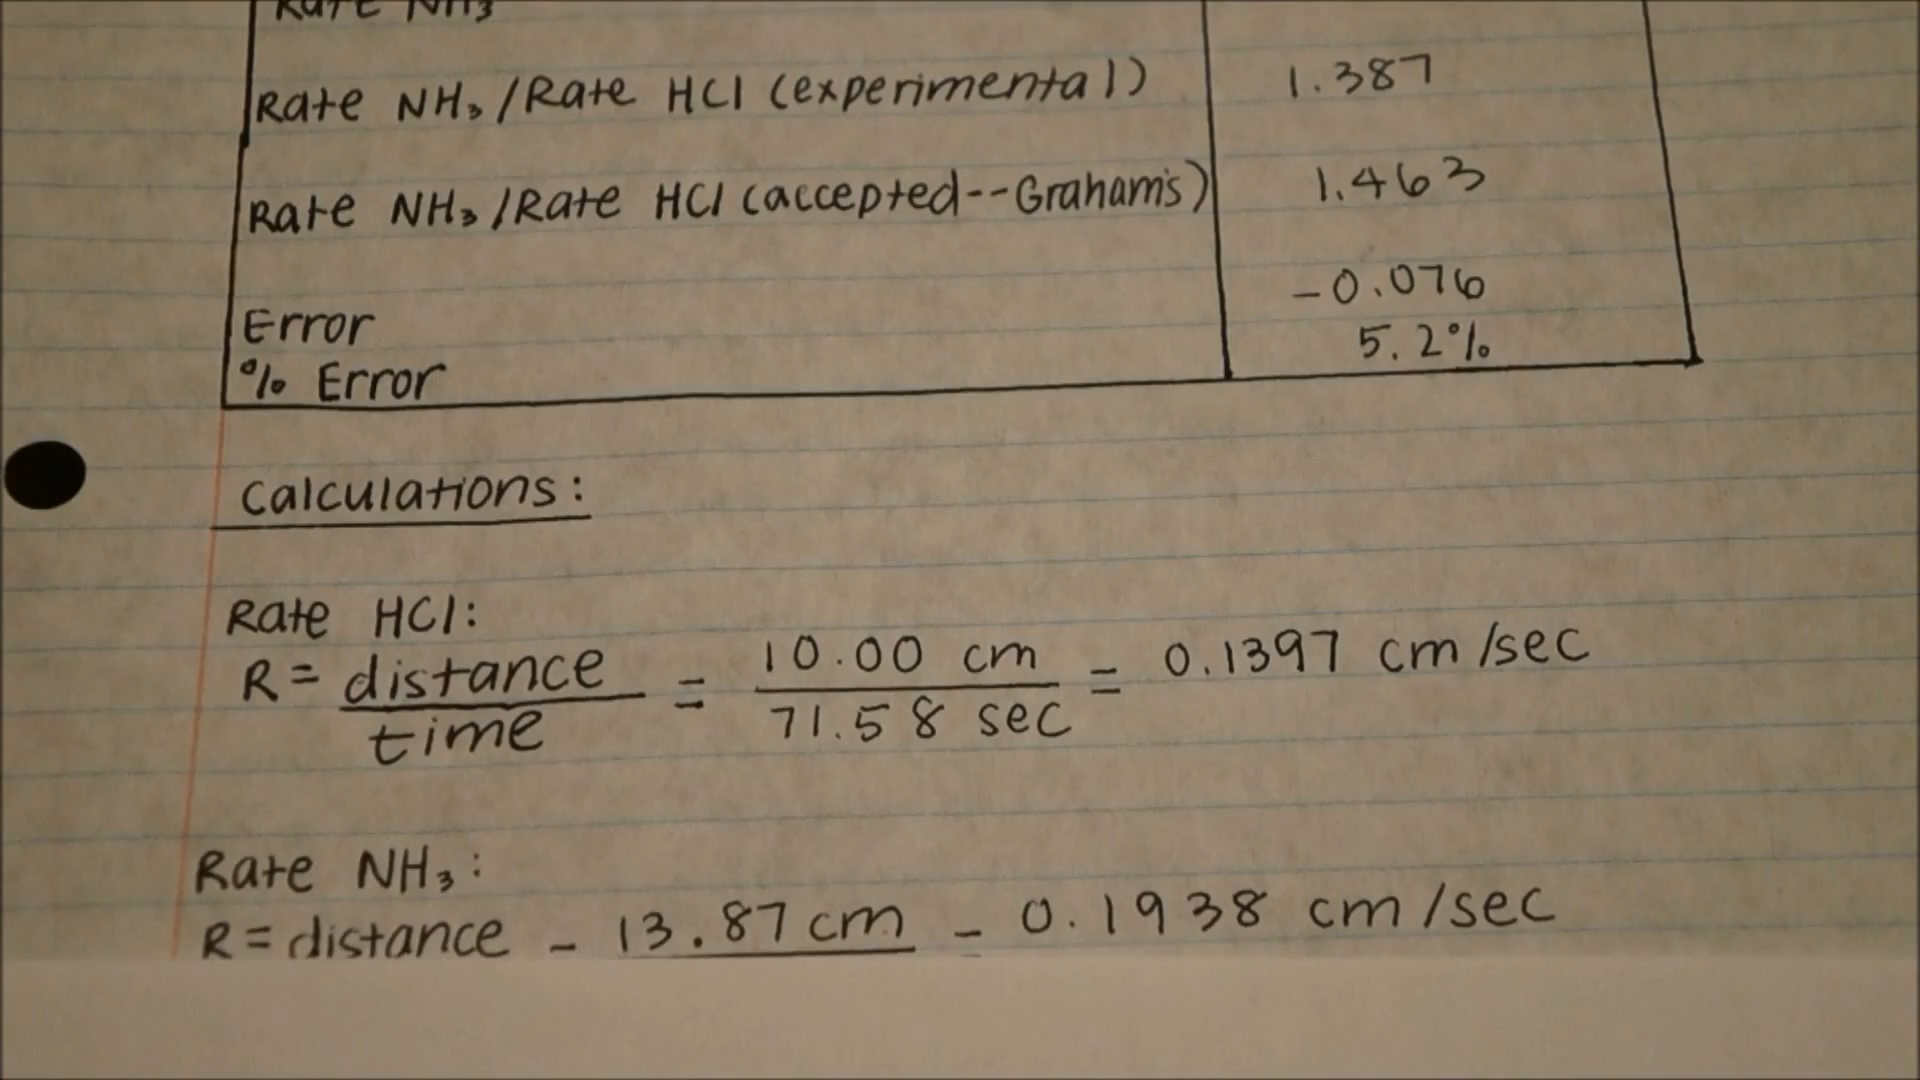 Rate NH3
Rate NH3/Rate HCl (experimental) 1.387
Rate NH3/Rate HCl (accepted--Graham's) 1.463
Error -0.076
% Error 5.2%
Calculations:
Rate HCl:
R = distance/time = 10.00 cm/71.58 sec = 0.1397 cm/sec
Rate NH3:
R = distance = 13.87 cm = 0.1938 cm/sec